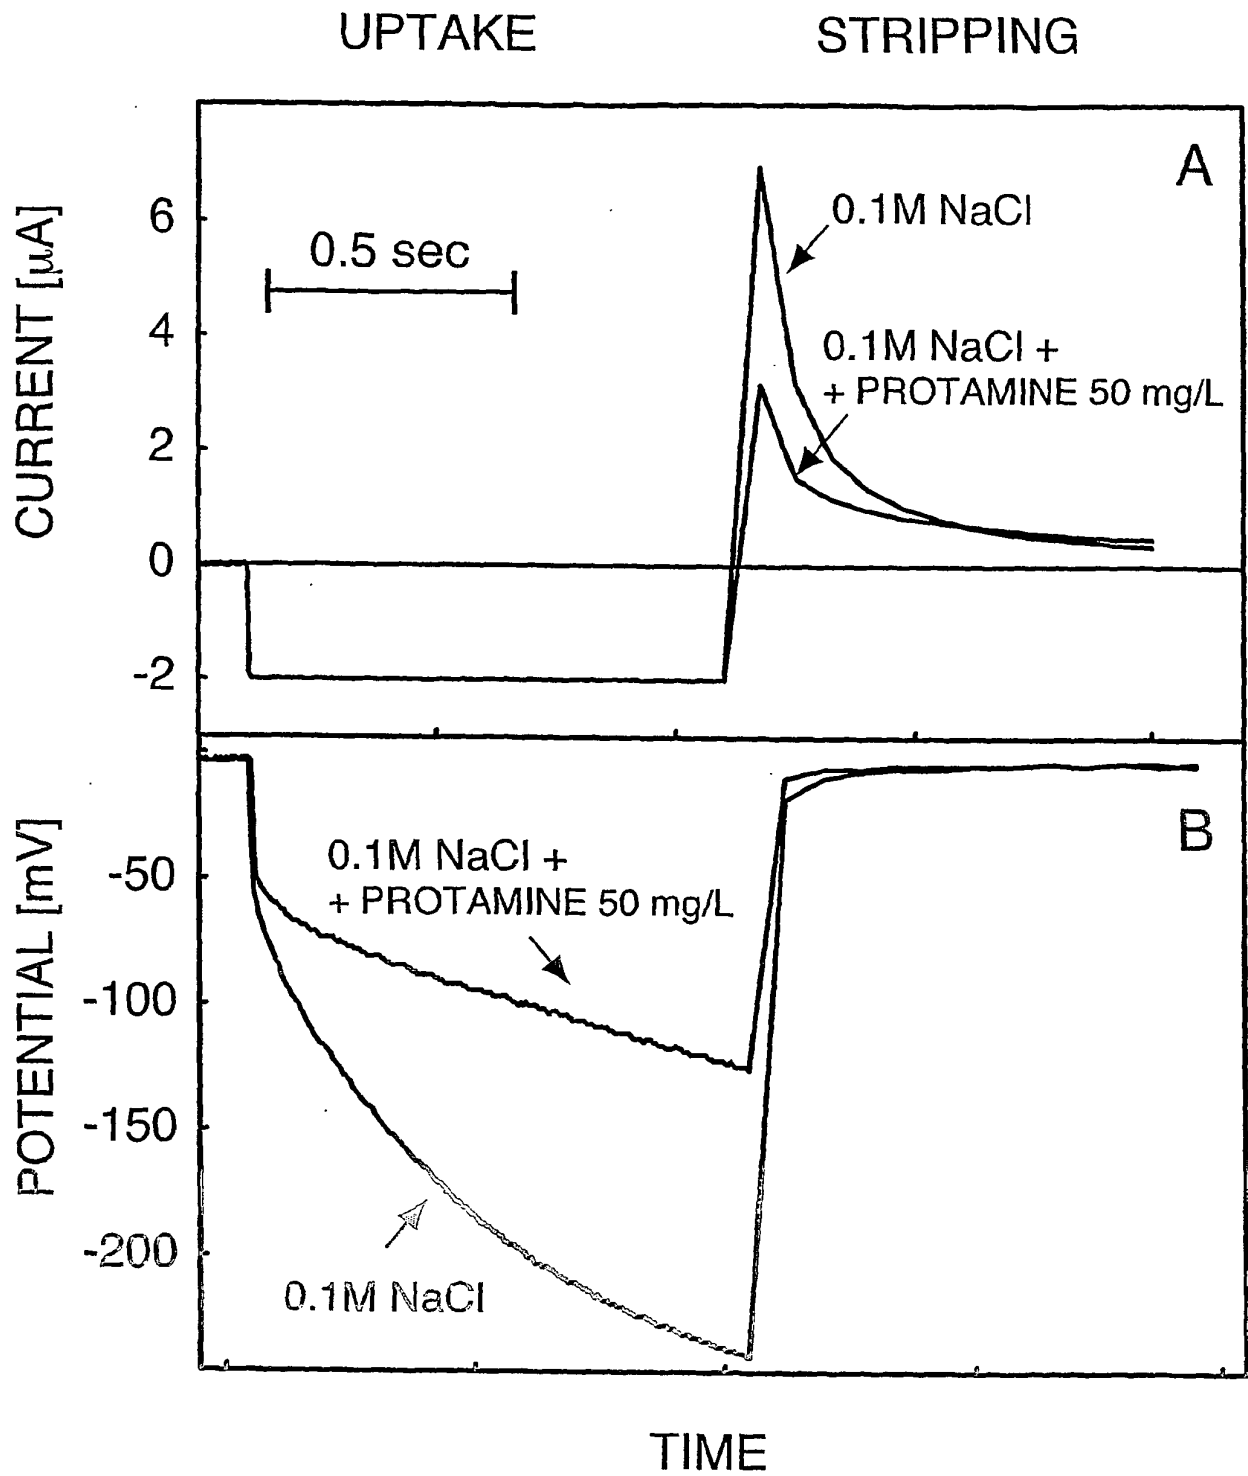 UPTAKE STRIPPING
A
CURRENT [µA]
6
4
2
0
-2
0.5 sec
0.1M NaCl
0.1M NaCl +
+ PROTAMINE 50 mg/L
B
POTENTIAL [mV]
-50
-100
-150
-200
0.1M NaCl +
+ PROTAMINE 50 mg/L
0.1M NaCl
TIME